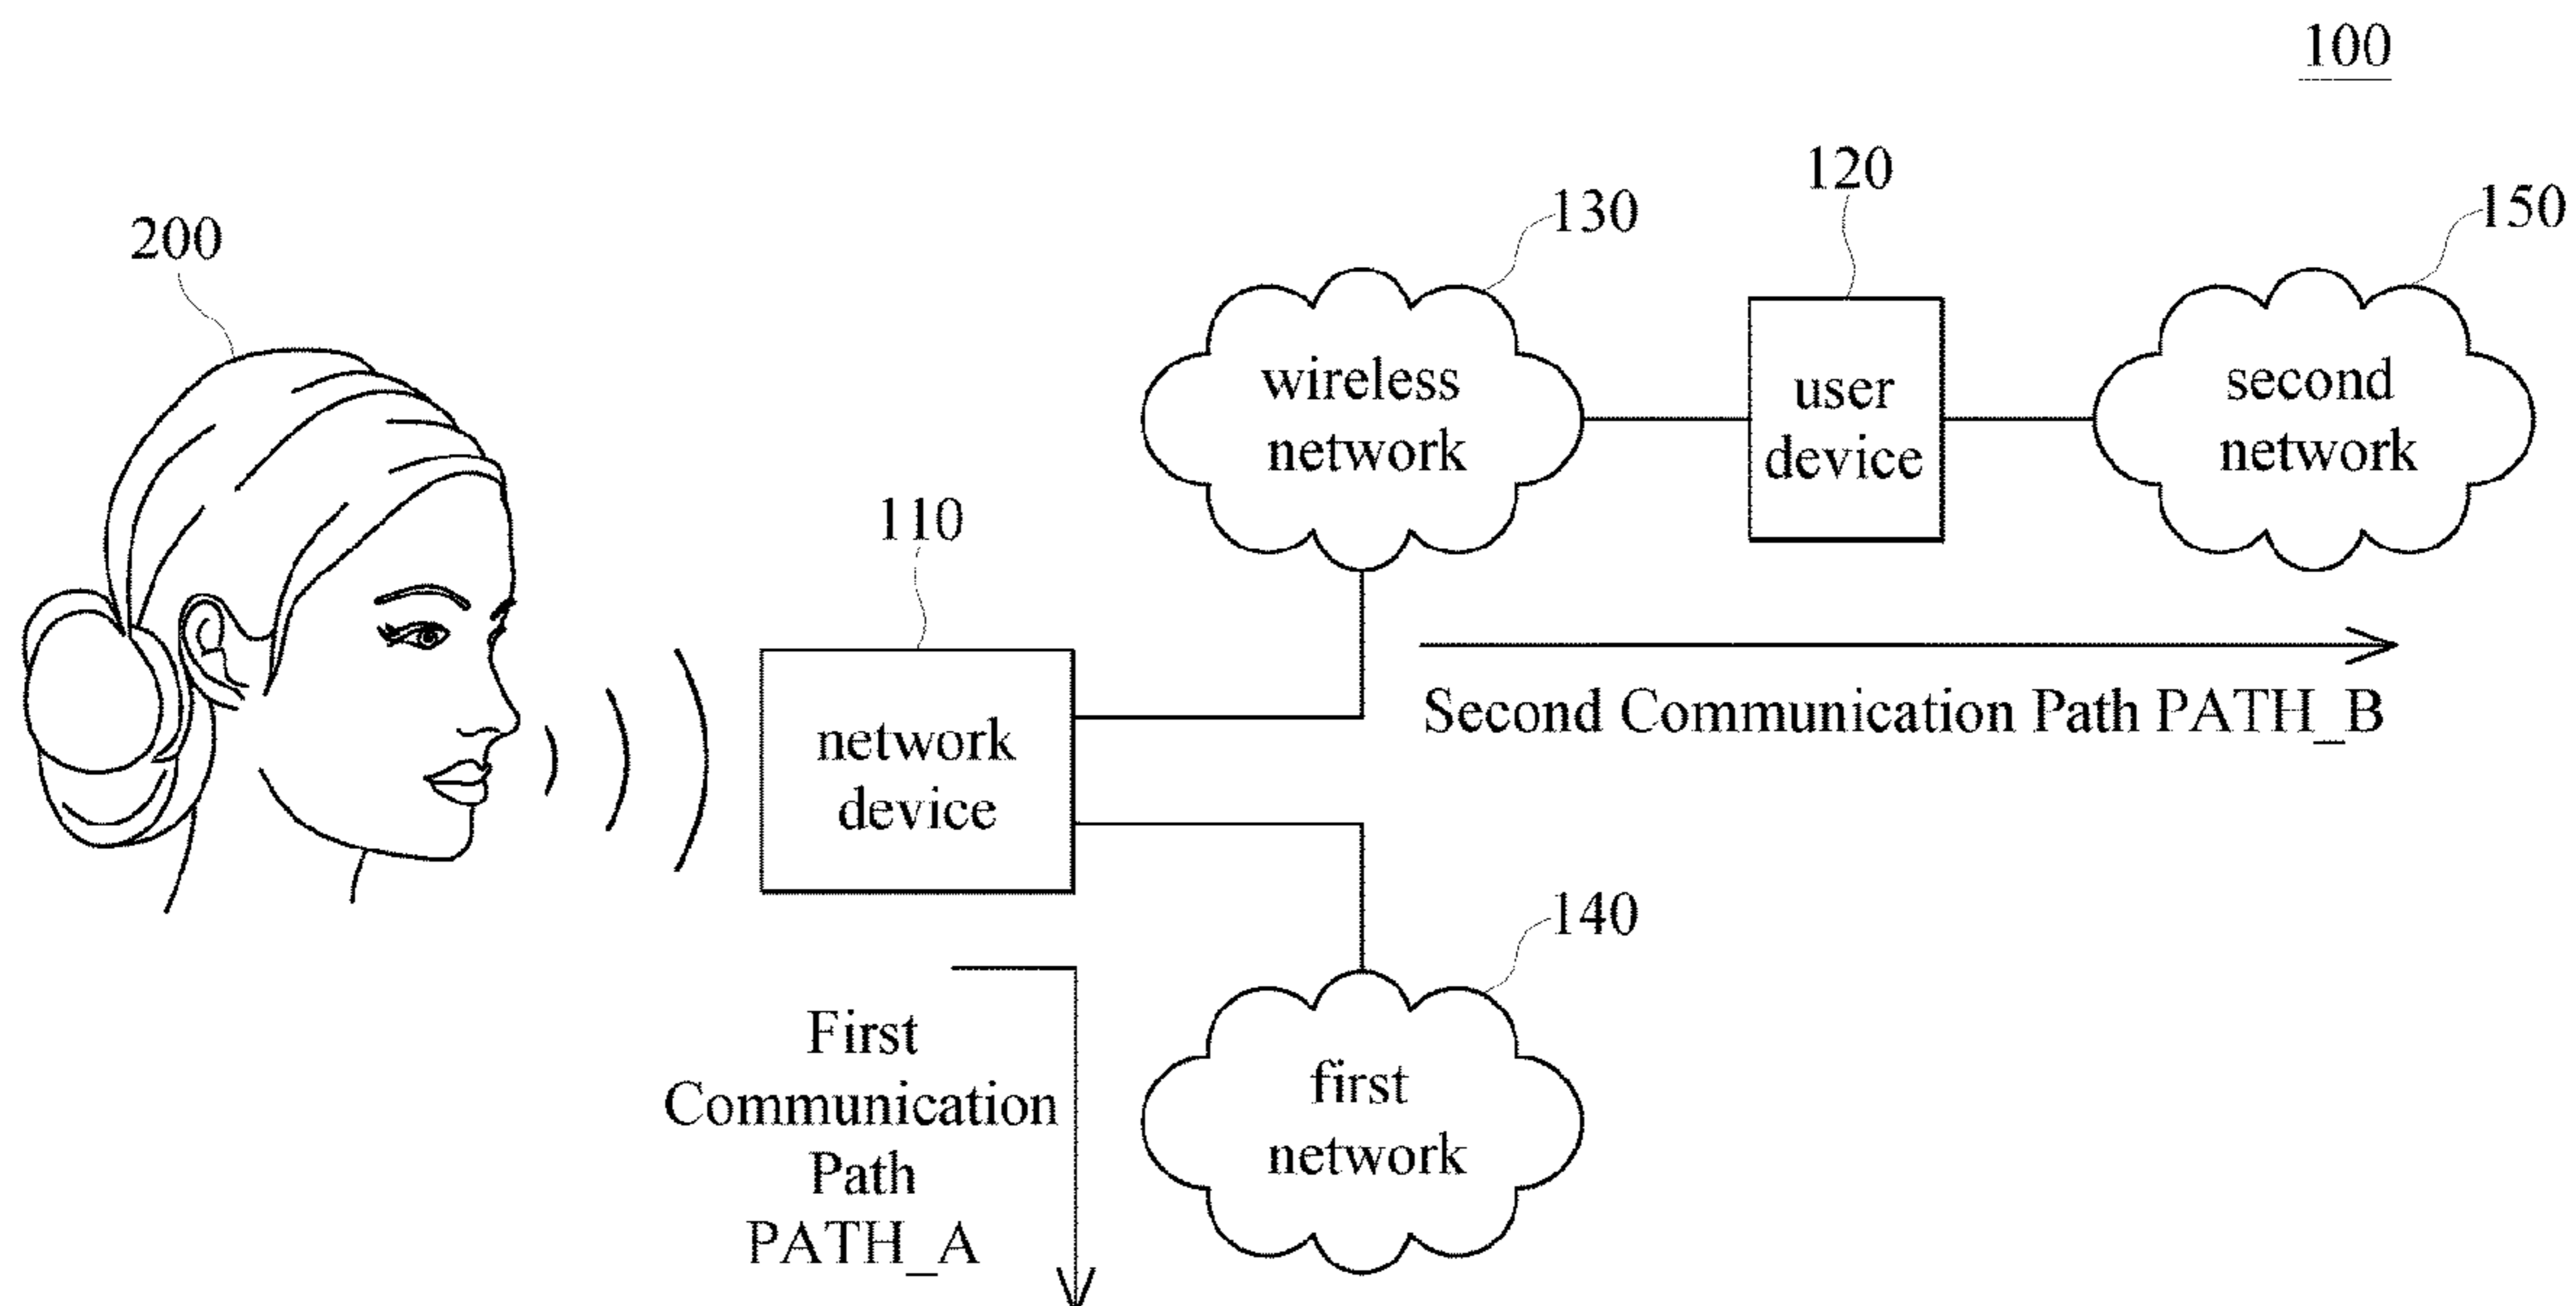 100
200
130
120
150
wireless
network
user
device
second
network
110
network
device
Second Communication Path PATH_B
140
First
Communication
Path
PATH_A
first
network